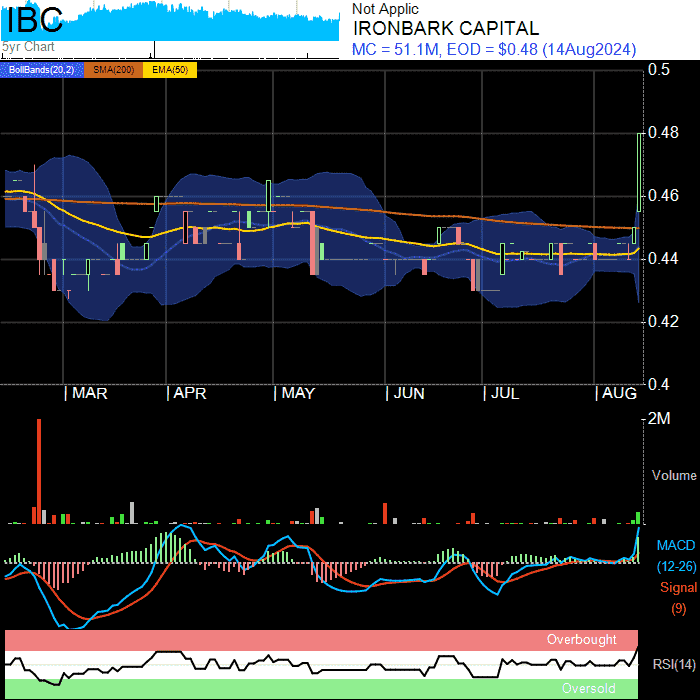 IBC
5yr Chart
Not Applic
IRONBARK CAPITAL
MC = 51.1M, EOD = $0.48 (14Aug2024)
BollBands(20,2) SMA(200) EMA(50)
0.5
0.48
0.46
0.44
0.42
0.4
| MAR | APR | MAY | JUN | JUL | AUG
2M
Volume
MACD
(12-26)
Signal
(9)
Overbought
RSI(14)
Oversold